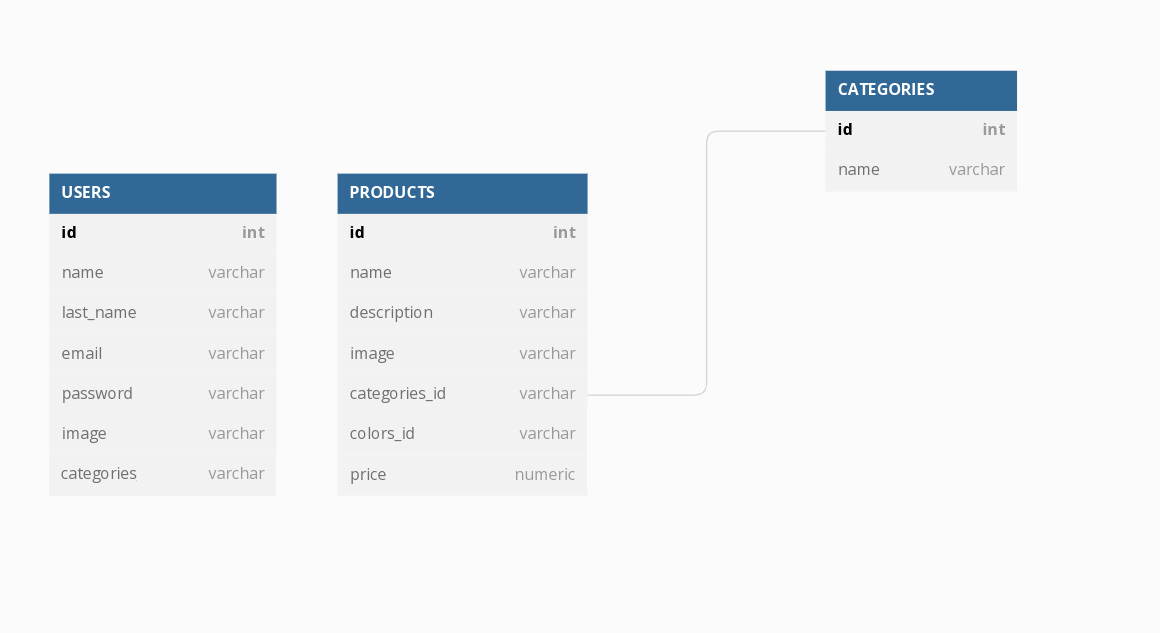 USERS
id int
name varchar
last_name varchar
email varchar
password varchar
image varchar
categories varchar
PRODUCTS
id int
name varchar
description varchar
image varchar
categories_id varchar
colors_id varchar
price numeric
CATEGORIES
id int
name varchar